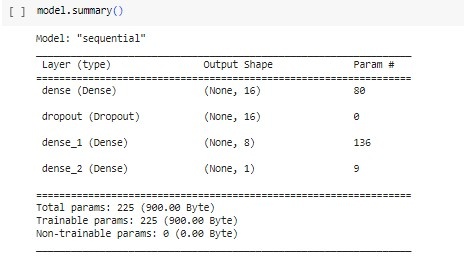 [ ] model.summary()
Model: "sequential"
Layer (type) Output Shape Param #
dense (Dense) (None, 16) 80
dropout (Dropout) (None, 16) 0
dense_1 (Dense) (None, 8) 136
dense_2 (Dense) (None, 1) 9
Total params: 225 (900.00 Byte)
Trainable params: 225 (900.00 Byte)
Non-trainable params: 0 (0.00 Byte)